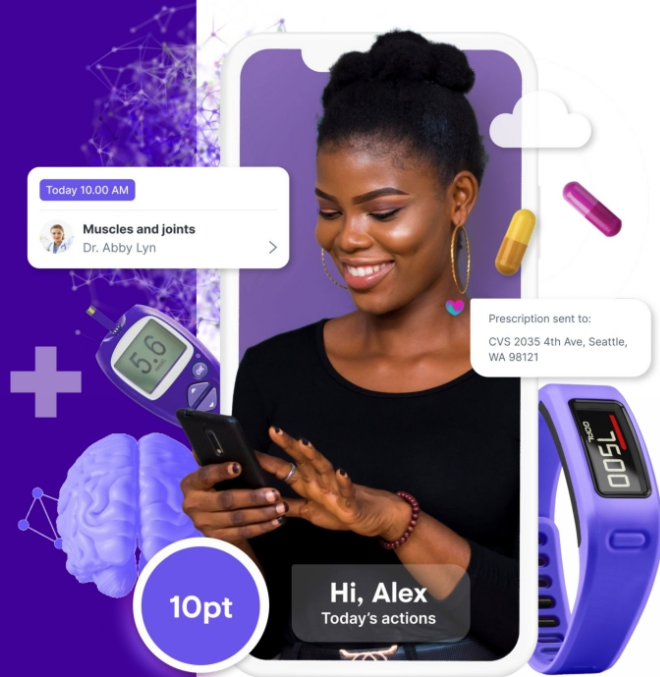 Today 10.00 AM
Muscles and joints
Dr. Abby Lyn
Prescription sent to:
CVS 2035 4th Ave, Seattle,
WA 98121
5.6
GOAL
7500
10pt
Hi, Alex
Today's actions